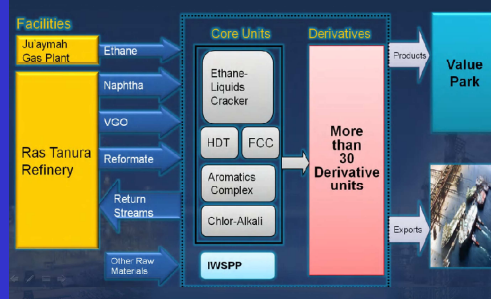 Facilities
Ju'aymah
Gas Plant
Ras Tanura
Refinery
Ethane
Naphtha
VGO
Reformate
Return
Streams
Other Raw
Materials
Core Units
Ethane-
Liquids
Cracker
HDT
FCC
Aromatics
Complex
Chlor-Alkali
IWSPP
Derivatives
More
than
30
Derivative
units
Products
Exports
Value
Park